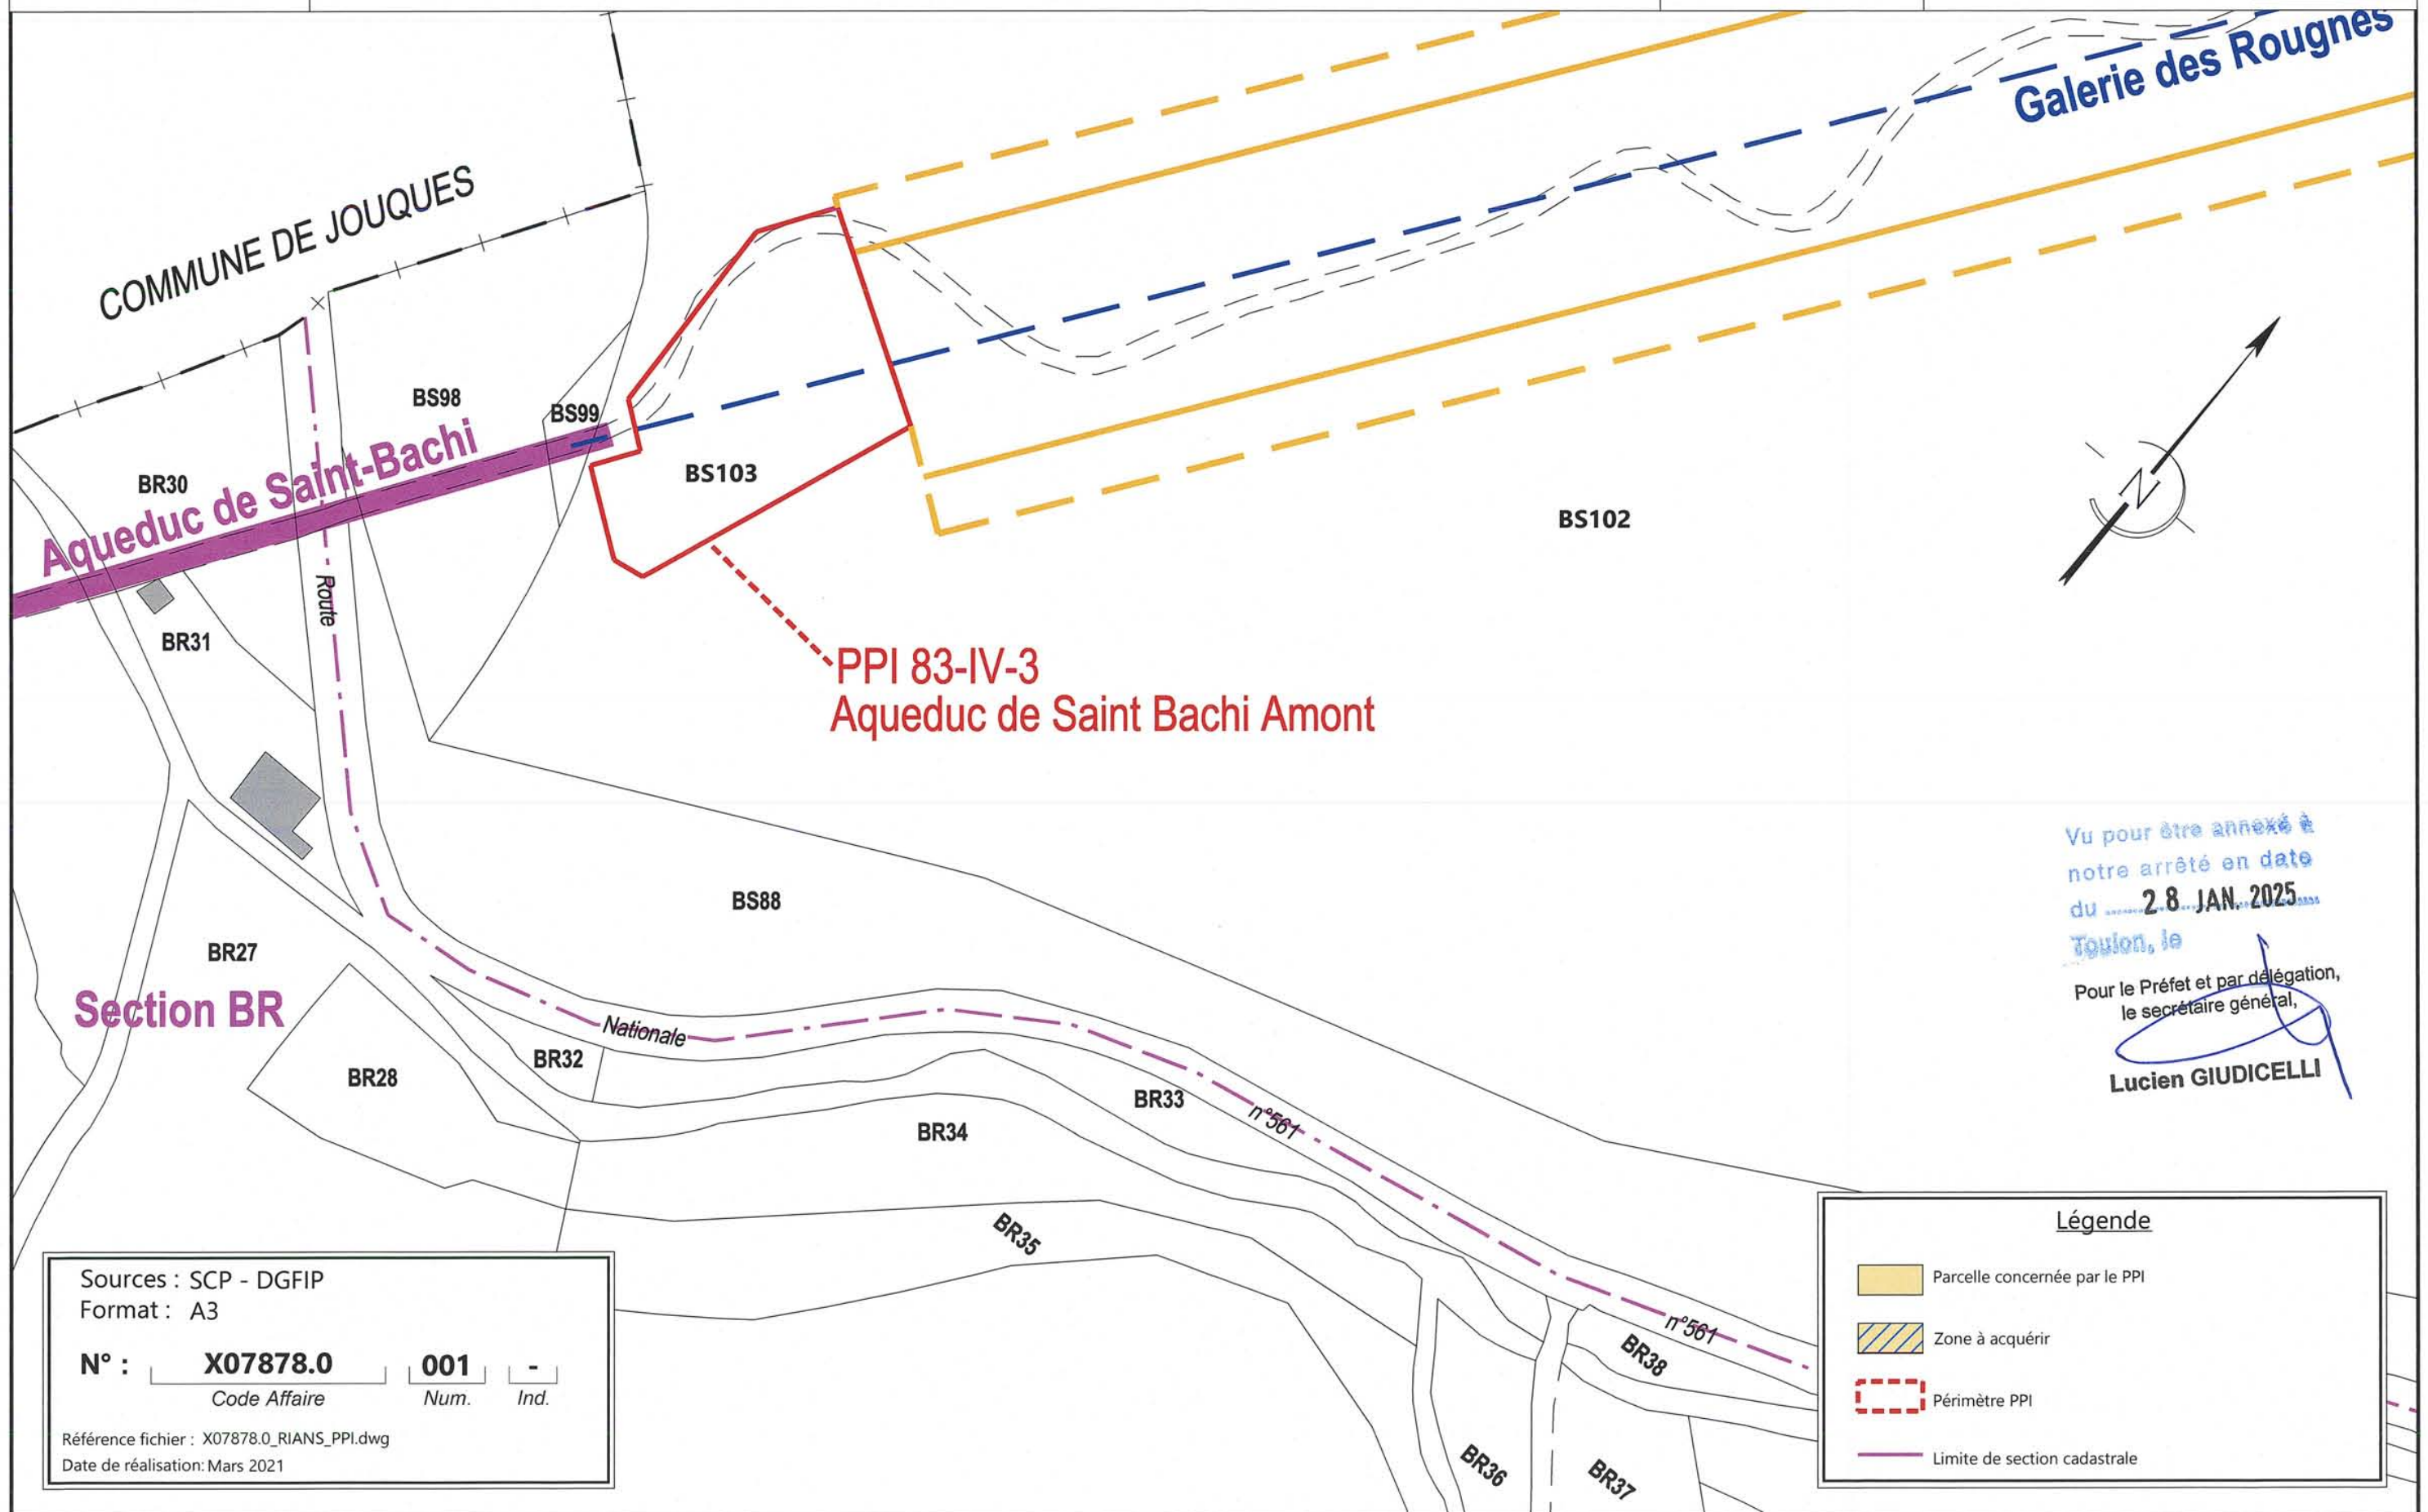 Galerie des Rougnes
COMMUNE DE JOUQUES
BS98
BS99
Aqueduc de Saint-Bachi
BR30
BS103
BS102
N
Route
BR31
PPI 83-IV-3
Aqueduc de Saint Bachi Amont
Vu pour être annexé à
notre arrêté en date
du 28 JAN. 2025
Toulon, le
Pour le Préfet et par délégation,
le secrétaire général,
Lucien GIUDICELLI
BS88
BR27
Section BR
Nationale
BR32
BR28
BR33
n°561
BR34
BR35
n°561
BR38
BR36
BR37
Sources : SCP - DGFIP
Format : A3
N° : X07878.0 001 -
Code Affaire Num. Ind.
Référence fichier : X07878.0_RIANS_PPI.dwg
Date de réalisation: Mars 2021
Légende
Parcelle concernée par le PPI
Zone à acquérir
Périmètre PPI
Limite de section cadastrale